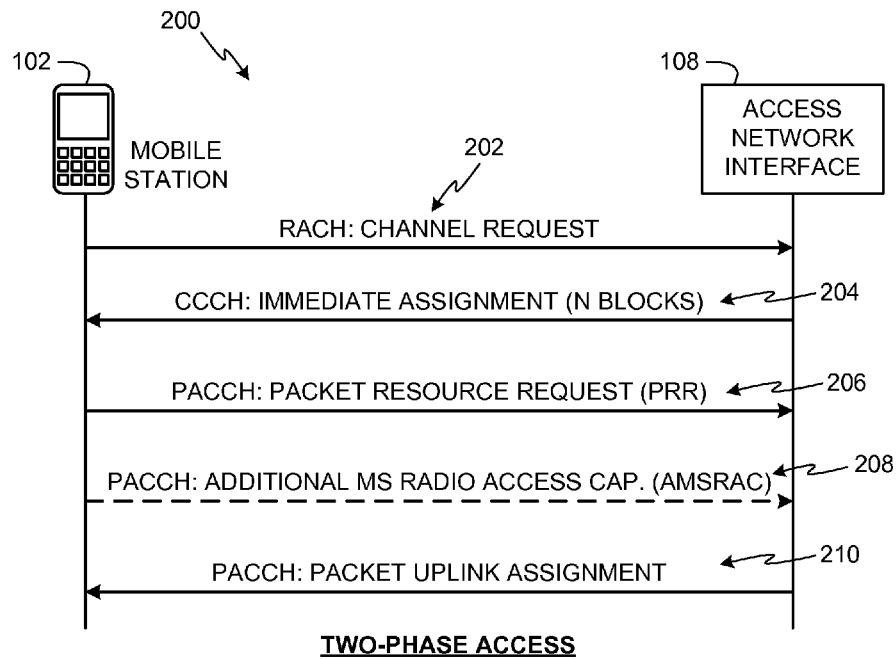 200
102
108
MOBILE
STATION
ACCESS
NETWORK
INTERFACE
202
RACH: CHANNEL REQUEST
CCCH: IMMEDIATE ASSIGNMENT (N BLOCKS)
204
PACCH: PACKET RESOURCE REQUEST (PRR)
206
PACCH: ADDITIONAL MS RADIO ACCESS CAP. (AMSRAC)
208
PACCH: PACKET UPLINK ASSIGNMENT
210
TWO-PHASE ACCESS